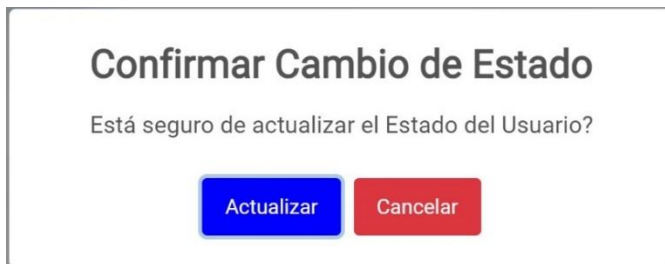 Confirmar Cambio de Estado
Está seguro de actualizar el Estado del Usuario?
Actualizar Cancelar